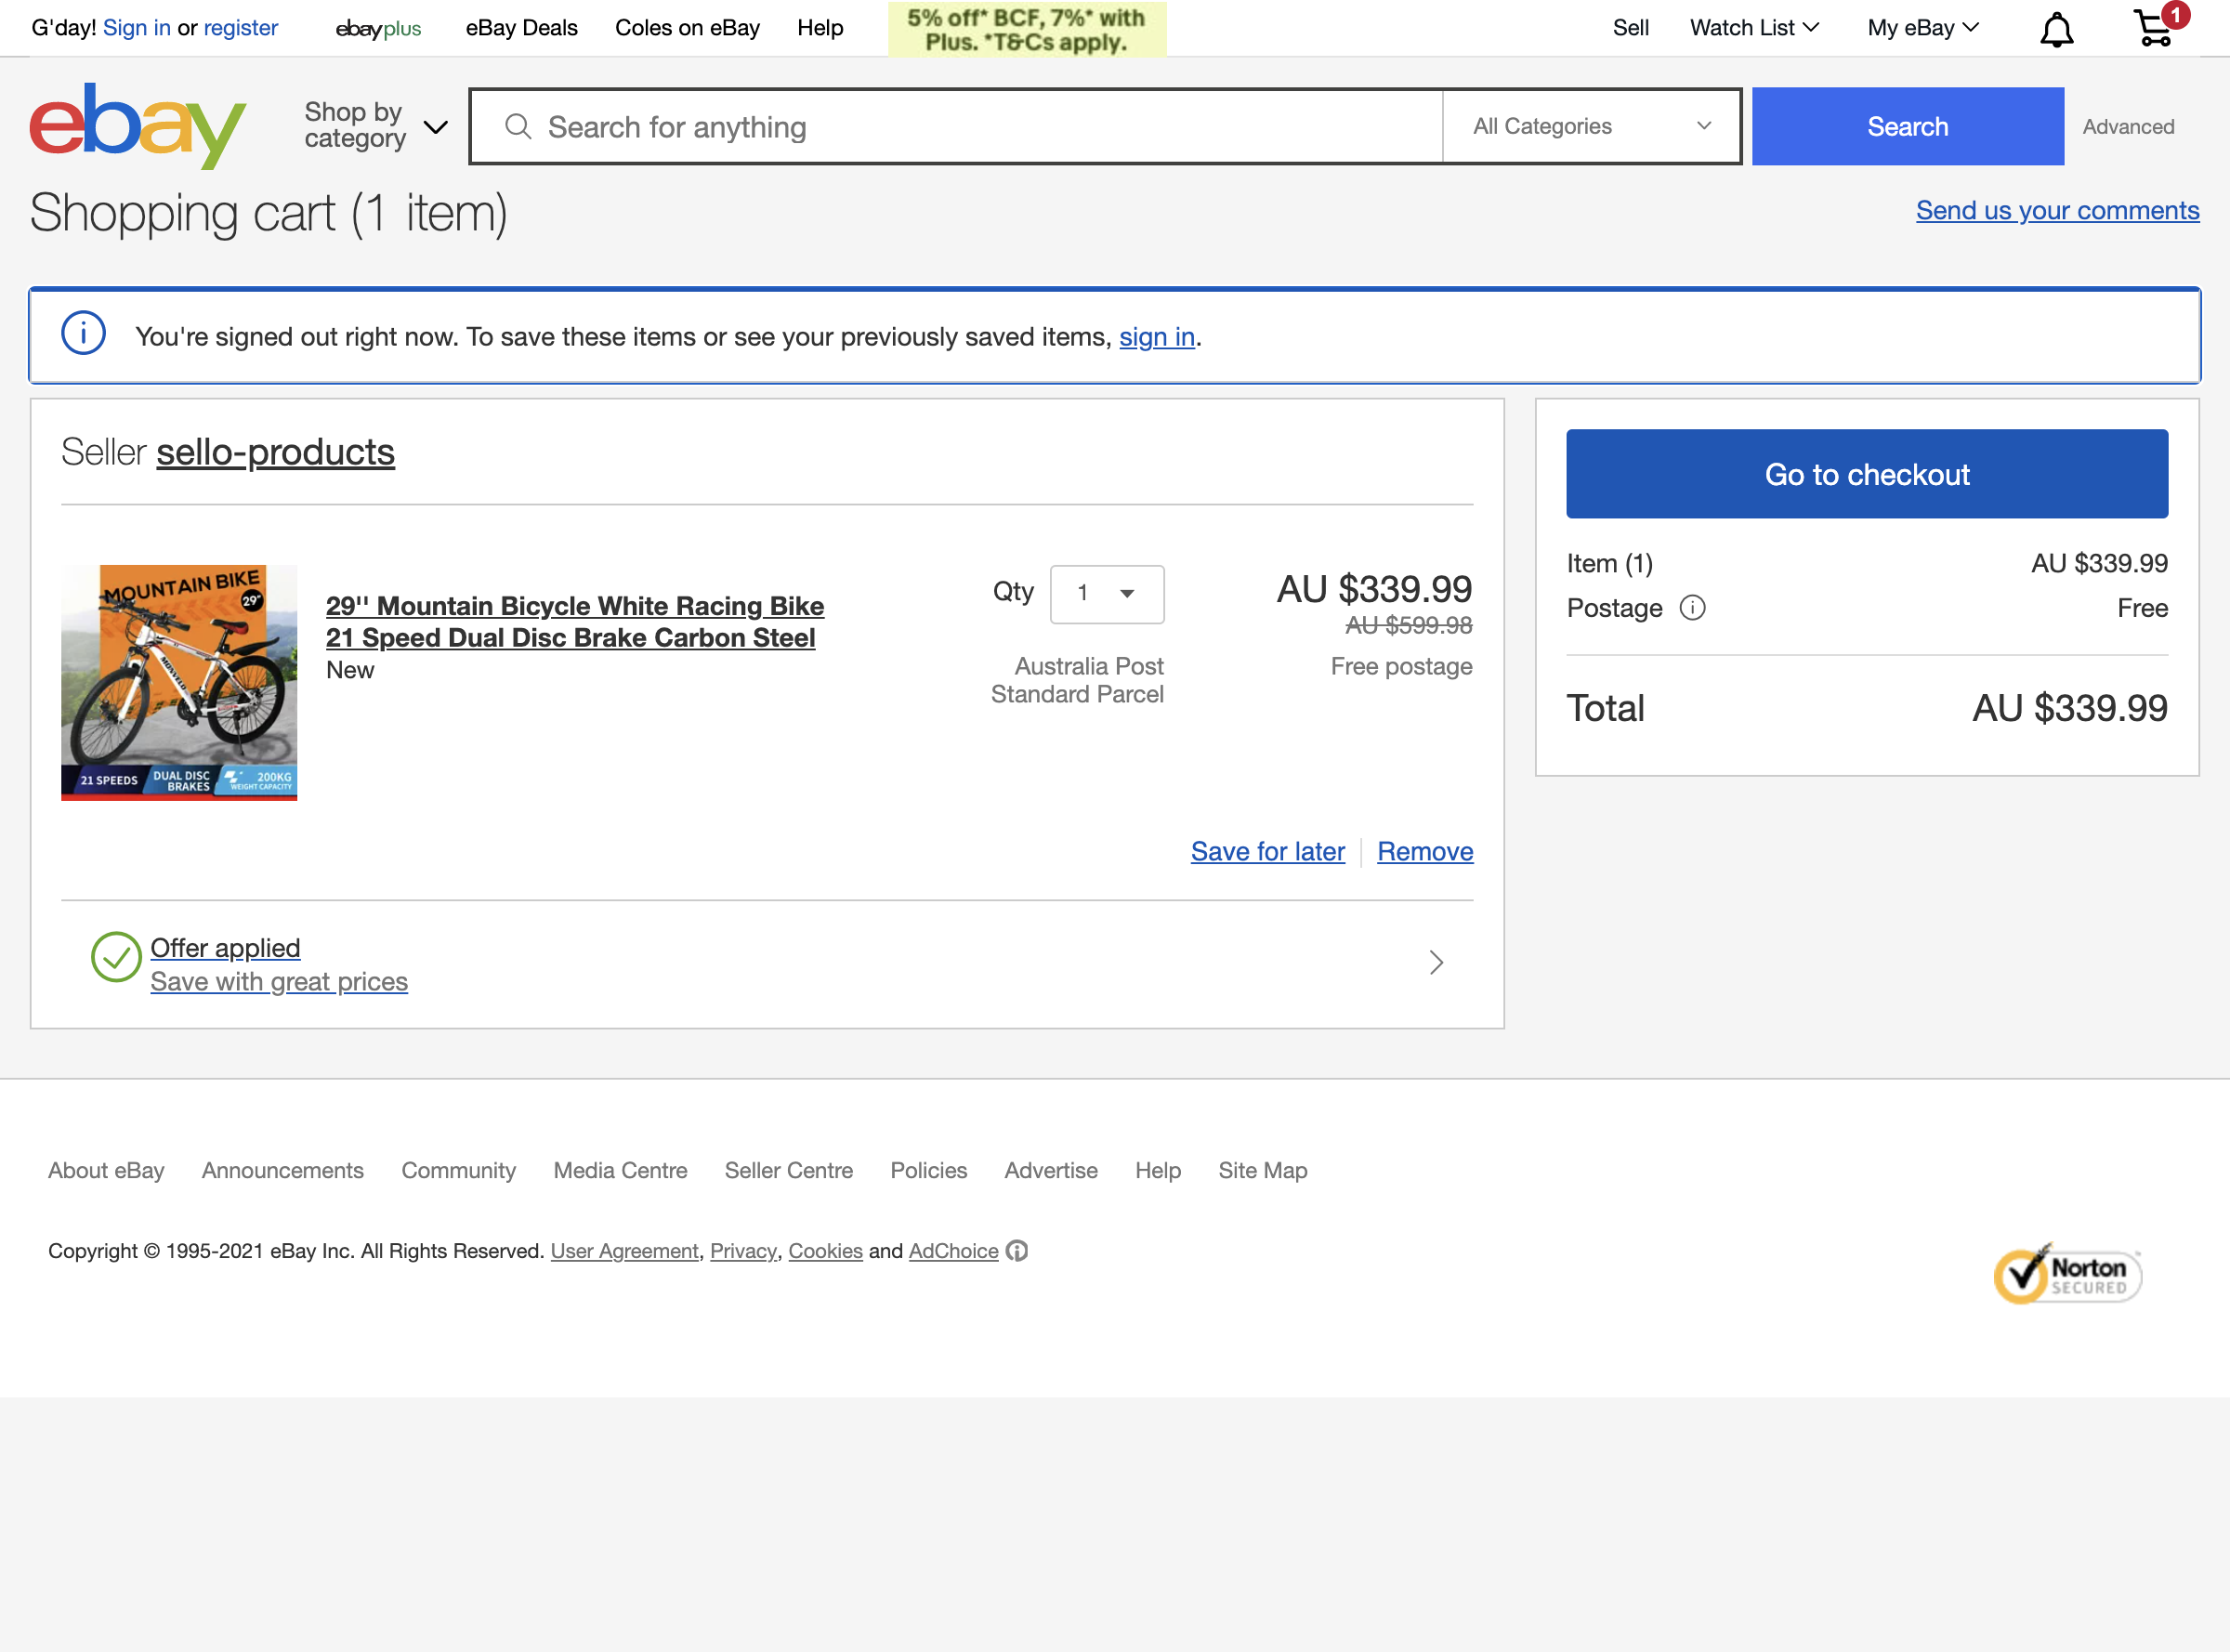 G'day! Sign in or register
ebayplus
eBay Deals
Coles on eBay
Help
5% off* BCF, 7%* with
Plus. *T&Cs apply.
Sell
Watch List
My eBay
1
ebay
Shop by
category
Search for anything
All Categories
Search
Advanced
Shopping cart (1 item)
Send us your comments
You're signed out right now. To save these items or see your previously saved items, sign in.
Seller sello-products
MOUNTAIN BIKE
29"
21 SPEEDS
DUAL DISC
BRAKES
200KG
WEIGHT CAPACITY
29'' Mountain Bicycle White Racing Bike
21 Speed Dual Disc Brake Carbon Steel
New
Qty 1
Australia Post
Standard Parcel
AU $339.99
AU $599.98
Free postage
Save for later
Remove
Offer applied
Save with great prices
Go to checkout
Item (1) AU $339.99
Postage Free
Total AU $339.99
About eBay Announcements Community Media Centre Seller Centre Policies Advertise Help Site Map
Copyright © 1995-2021 eBay Inc. All Rights Reserved. User Agreement, Privacy, Cookies and AdChoice
Norton
SECURED